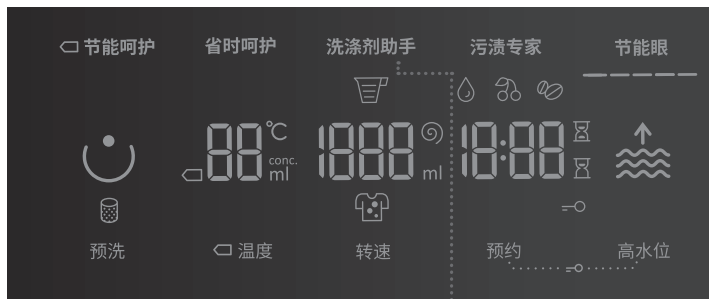 节能呵护 省时呵护 洗涤剂助手 污渍专家 节能眼
88 °C 1888 18:88
conc.
ml ml
预洗 温度 转速 预约 高水位